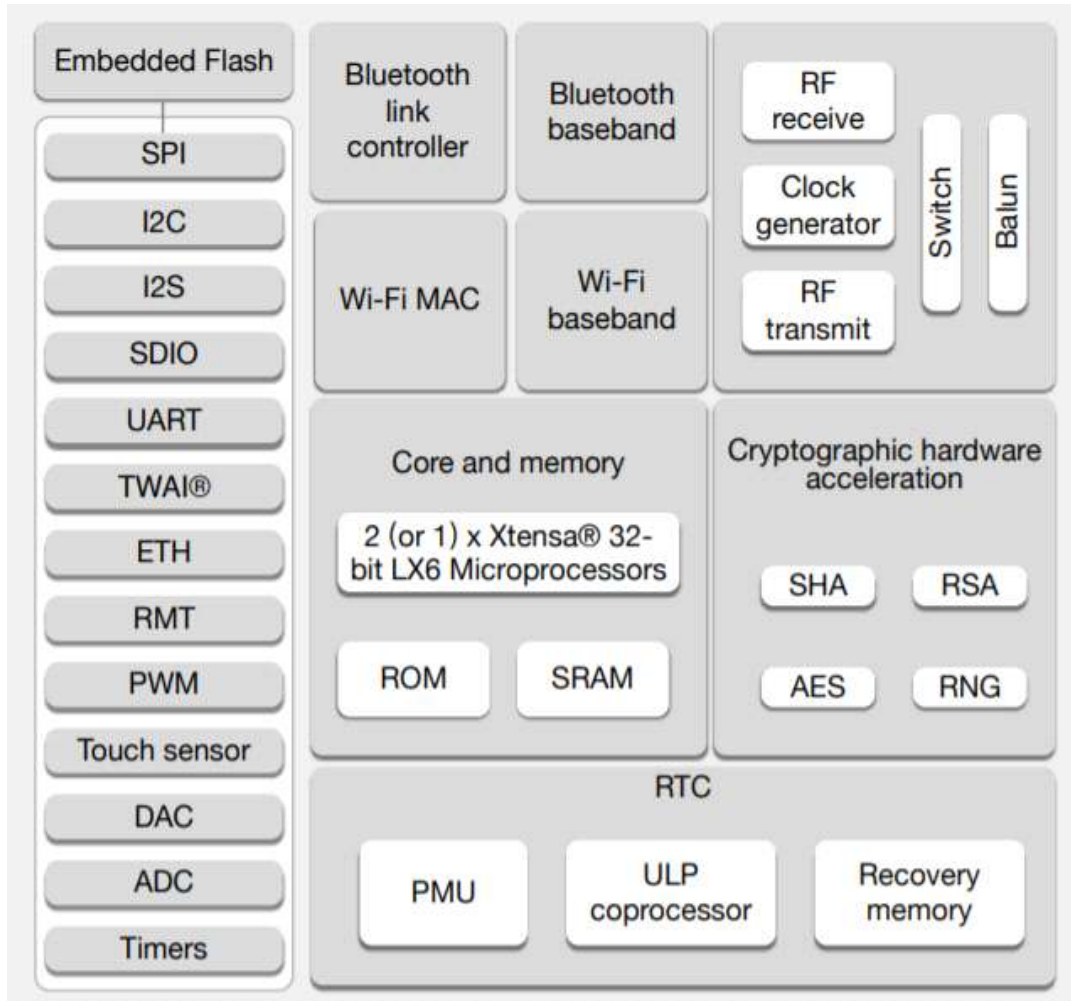 Embedded Flash
SPI
I2C
I2S
SDIO
UART
TWAI®
ETH
RMT
PWM
Touch sensor
DAC
ADC
Timers
Bluetooth
link
controller
Bluetooth
baseband
Wi-Fi MAC
Wi-Fi
baseband
RF
receive
Clock
generator
RF
transmit
Switch
Balun
Core and memory
2 (or 1) x Xtensa® 32-
bit LX6 Microprocessors
ROM
SRAM
Cryptographic hardware
acceleration
SHA
RSA
AES
RNG
RTC
PMU
ULP
coprocessor
Recovery
memory